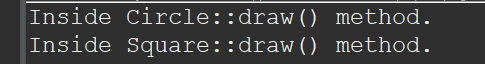 Inside Circle::draw() method.
Inside Square::draw() method.